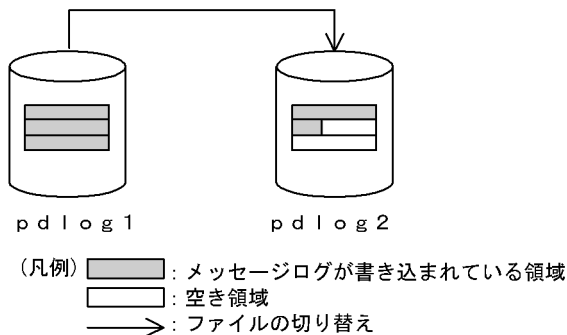 ｐｄｌｏｇ１
ｐｄｌｏｇ２
(凡例)
：メッセージログが書き込まれている領域
：空き領域
：ファイルの切り替え